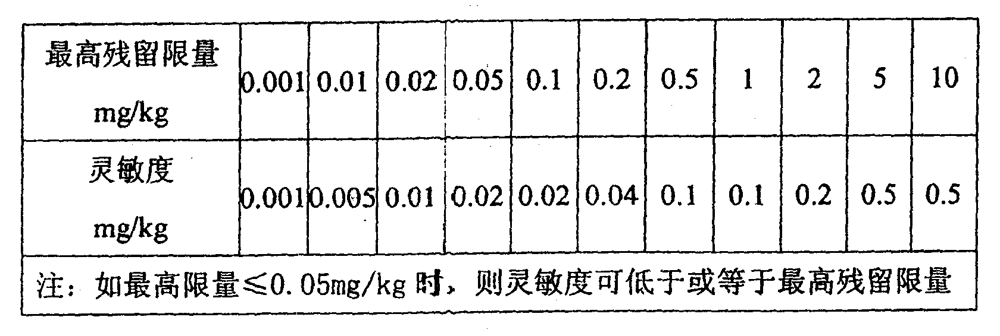 最高残留限量 mg/kg 0.001 0.01 0.02 0.05 0.1 0.2 0.5 1 2 5 10
灵敏度 mg/kg 0.001 0.005 0.01 0.02 0.02 0.04 0.1 0.1 0.2 0.5 0.5
注：如最高限量≤0.05mg/kg时，则灵敏度可低于或等于最高残留限量